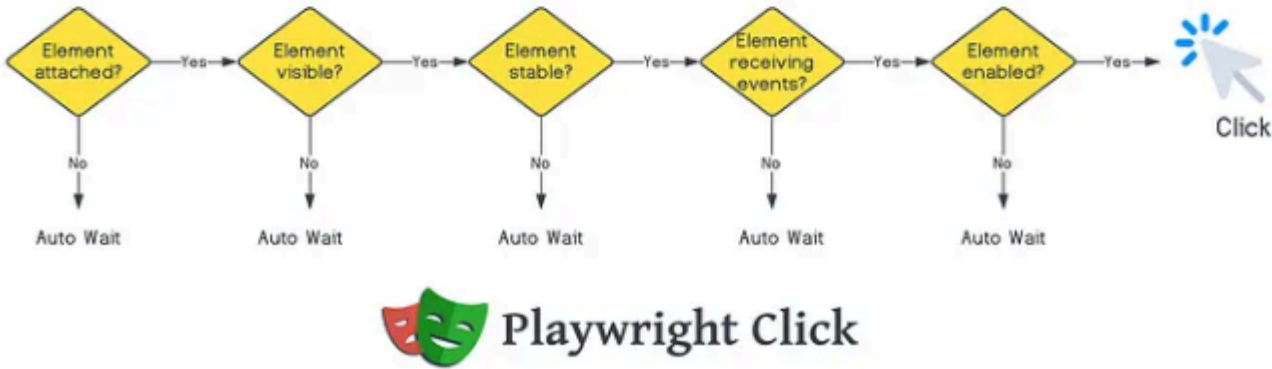 Element
attached?
Yes
Element
visible?
Yes
Element
stable?
Yes
Element
receiving
events?
Yes
Element
enabled?
Yes
Click
No
No
No
No
No
Auto Wait
Auto Wait
Auto Wait
Auto Wait
Auto Wait
Playwright Click